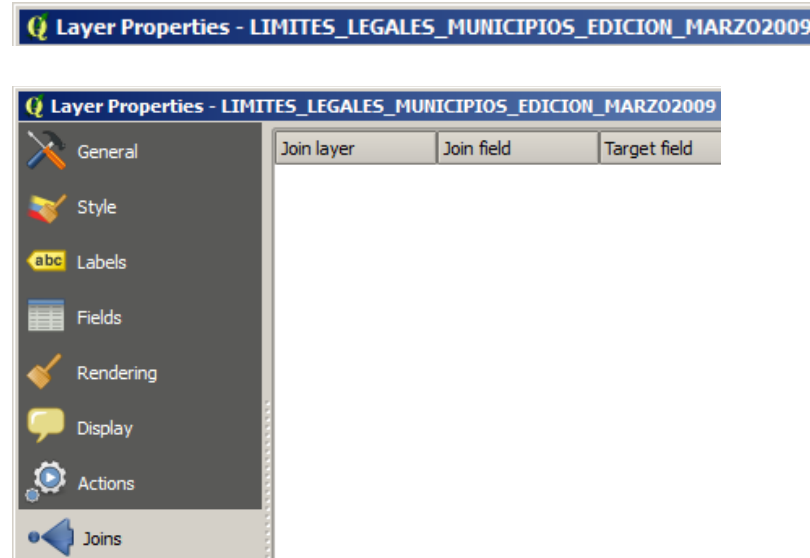 Layer Properties - LIMITES_LEGALES_MUNICIPIOS_EDICION_MARZO2009
Layer Properties - LIMITES_LEGALES_MUNICIPIOS_EDICION_MARZO2009
General
Join layer Join field Target field
Style
abc Labels
Fields
Rendering
Display
Actions
Joins